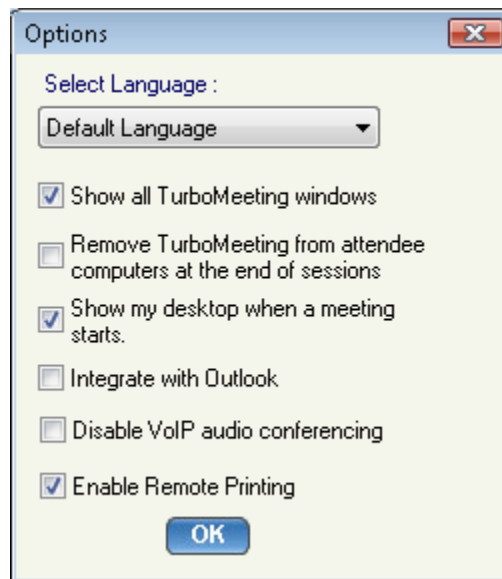 Options
Select Language :
Default Language
Show all TurboMeeting windows
Remove TurboMeeting from attendee
computers at the end of sessions
Show my desktop when a meeting
starts.
Integrate with Outlook
Disable VoIP audio conferencing
Enable Remote Printing
OK